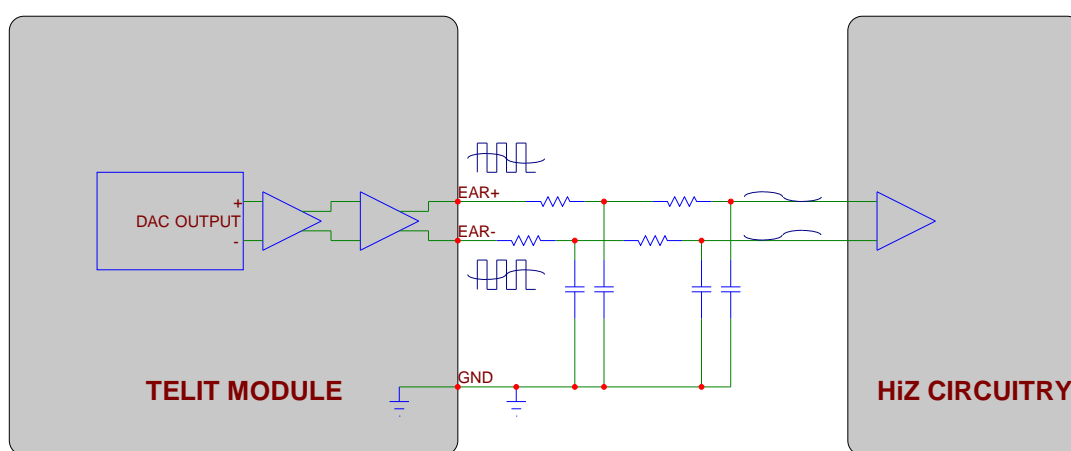 EAR+
+
DAC OUTPUT
-
EAR-
GND
TELIT MODULE
HiZ CIRCUITRY